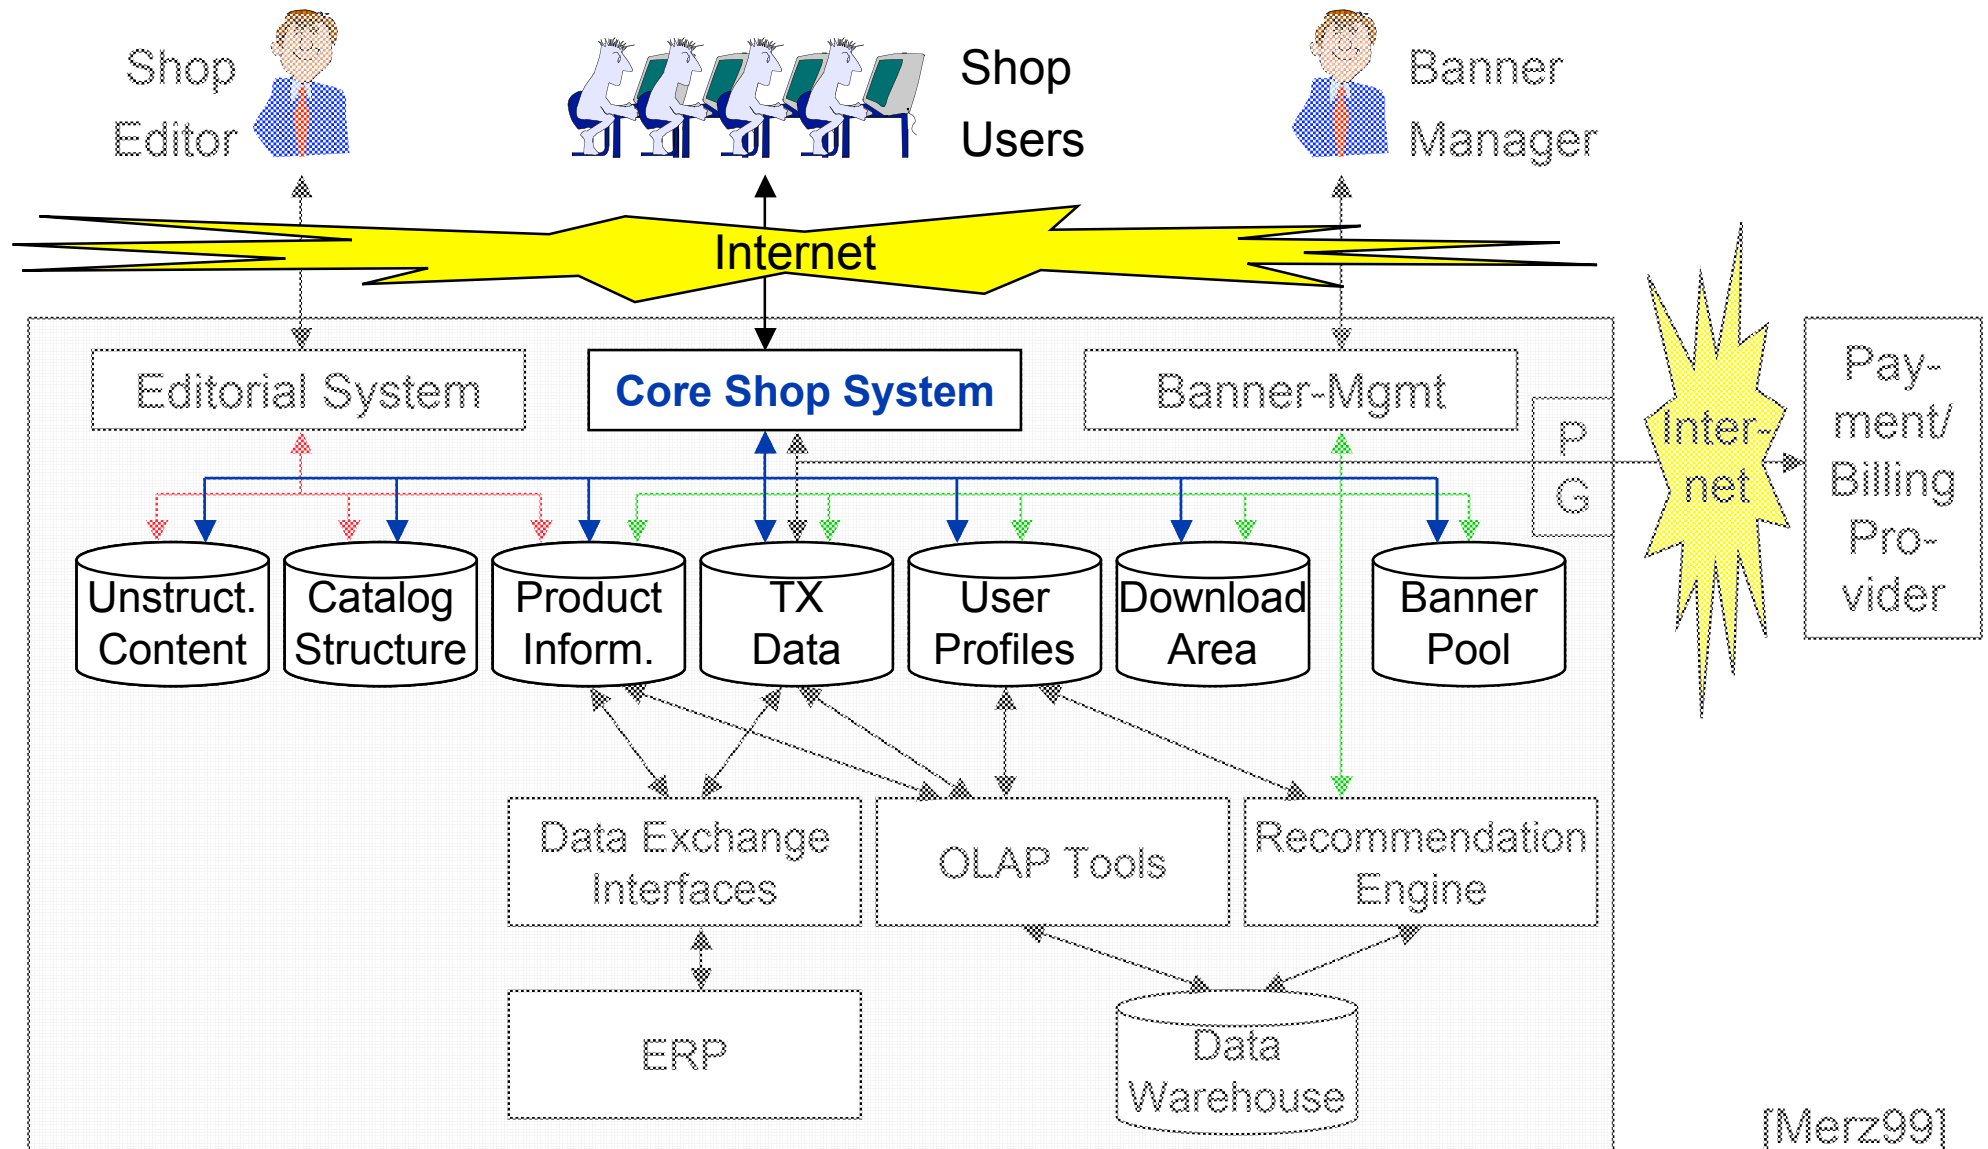 Shop
Editor
Shop
Users
Banner
Manager
Internet
Editorial System
Core Shop System
Banner-Mgmt
P
G
Inter-
net
Pay-
ment/
Billing
Pro-
vider
Unstruct.
Content
Catalog
Structure
Product
Inform.
TX
Data
User
Profiles
Download
Area
Banner
Pool
Data Exchange
Interfaces
OLAP Tools
Recommendation
Engine
ERP
Data
Warehouse
[Merz99]